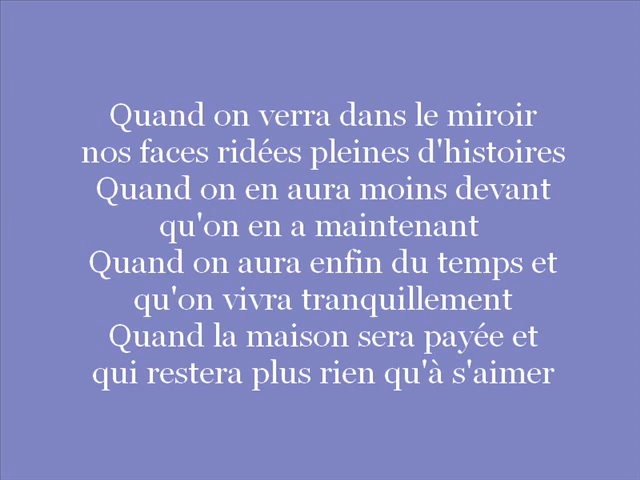 Quand on verra dans le miroir
nos faces ridées pleines d'histoires
Quand on en aura moins devant
qu'on en a maintenant
Quand on aura enfin du temps et
qu'on vivra tranquillement
Quand la maison sera payée et
qui restera plus rien qu'à s'aimer